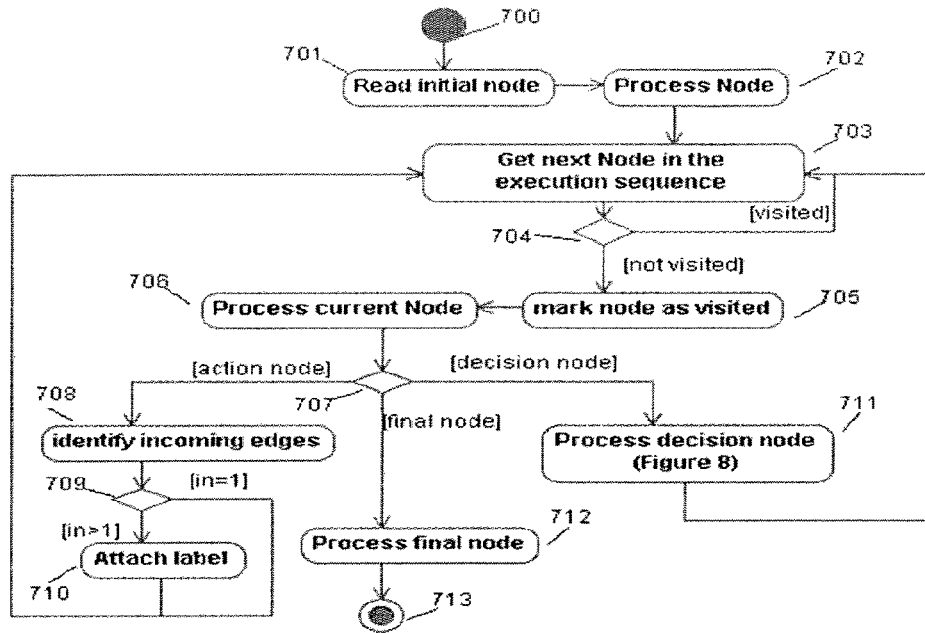 700
701
Read initial node
Process Node
702
703
Get next Node in the
execution sequence
[visited]
704
[not visited]
706
Process current Node
mark node as visited
705
[action node]
[decision node]
707
708
[final node]
711
identify incoming edges
Process decision node
(Figure 8)
709
[in=1]
[in>1]
712
Attach label
Process final node
710
713